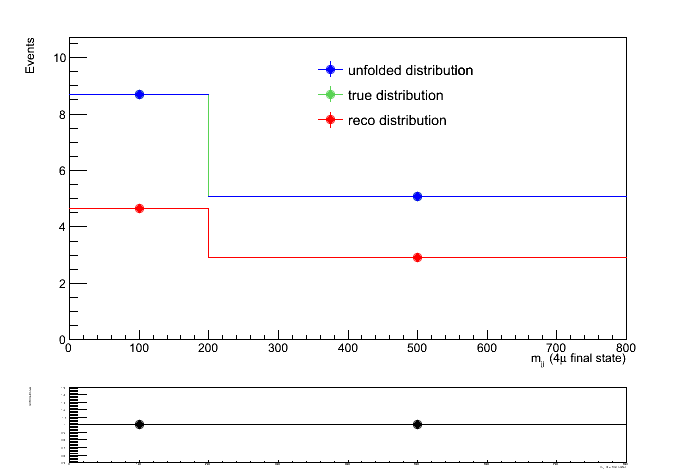 Events
10
8
6
4
2
0
unfolded distribution
true distribution
reco distribution
0 100 200 300 400 500 600 700 800
m_jj (4μ final state)